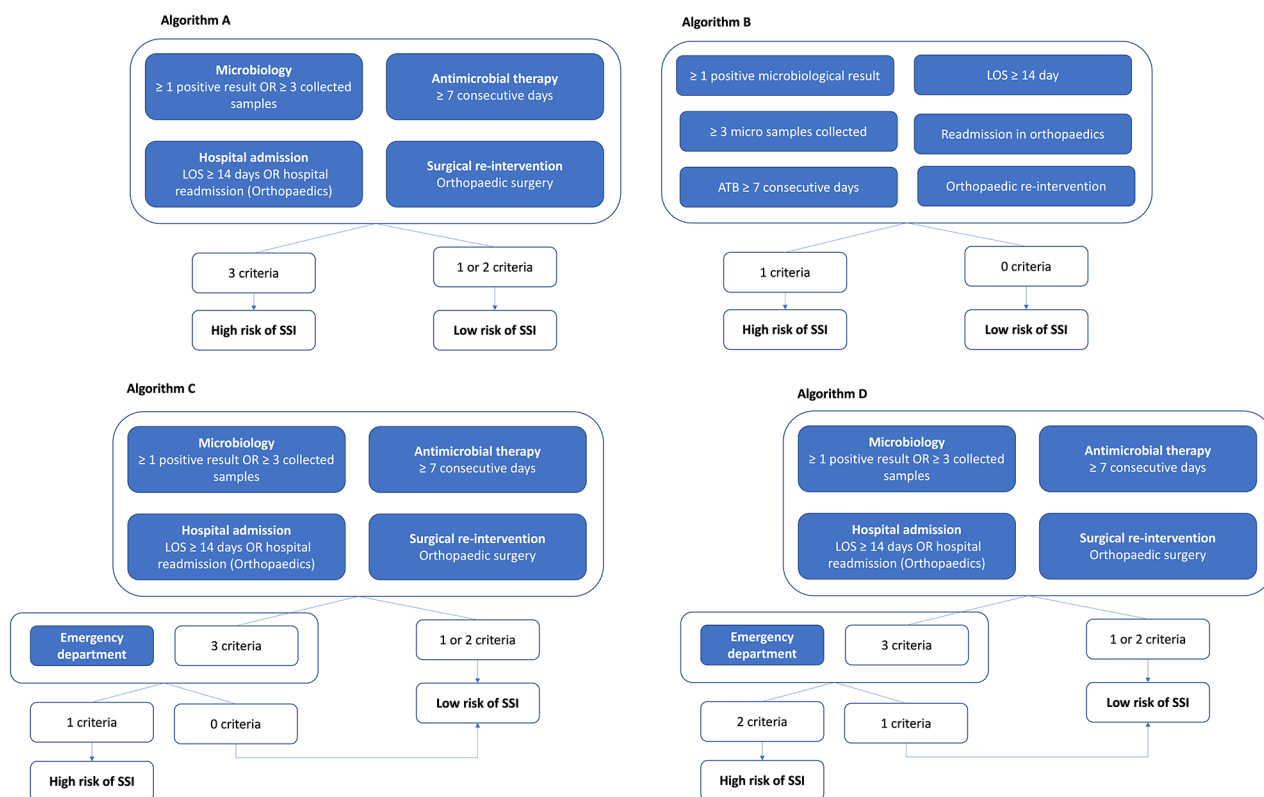 Algorithm A
Microbiology
≥ 1 positive result OR ≥ 3 collected
samples
Antimicrobial therapy
≥ 7 consecutive days
Hospital admission
LOS ≥ 14 days OR hospital
readmission (Orthopaedics)
Surgical re-intervention
Orthopaedic surgery
3 criteria
1 or 2 criteria
High risk of SSI
Low risk of SSI
Algorithm B
≥ 1 positive microbiological result
LOS ≥ 14 day
≥ 3 micro samples collected
Readmission in orthopaedics
ATB ≥ 7 consecutive days
Orthopaedic re-intervention
1 criteria
0 criteria
High risk of SSI
Low risk of SSI
Algorithm C
Microbiology
≥ 1 positive result OR ≥ 3 collected
samples
Antimicrobial therapy
≥ 7 consecutive days
Hospital admission
LOS ≥ 14 days OR hospital
readmission (Orthopaedics)
Surgical re-intervention
Orthopaedic surgery
Emergency
department
3 criteria
1 or 2 criteria
Low risk of SSI
1 criteria
0 criteria
High risk of SSI
Algorithm D
Microbiology
≥ 1 positive result OR ≥ 3 collected
samples
Antimicrobial therapy
≥ 7 consecutive days
Hospital admission
LOS ≥ 14 days OR hospital
readmission (Orthopaedics)
Surgical re-intervention
Orthopaedic surgery
Emergency
department
3 criteria
1 or 2 criteria
Low risk of SSI
2 criteria
1 criteria
High risk of SSI